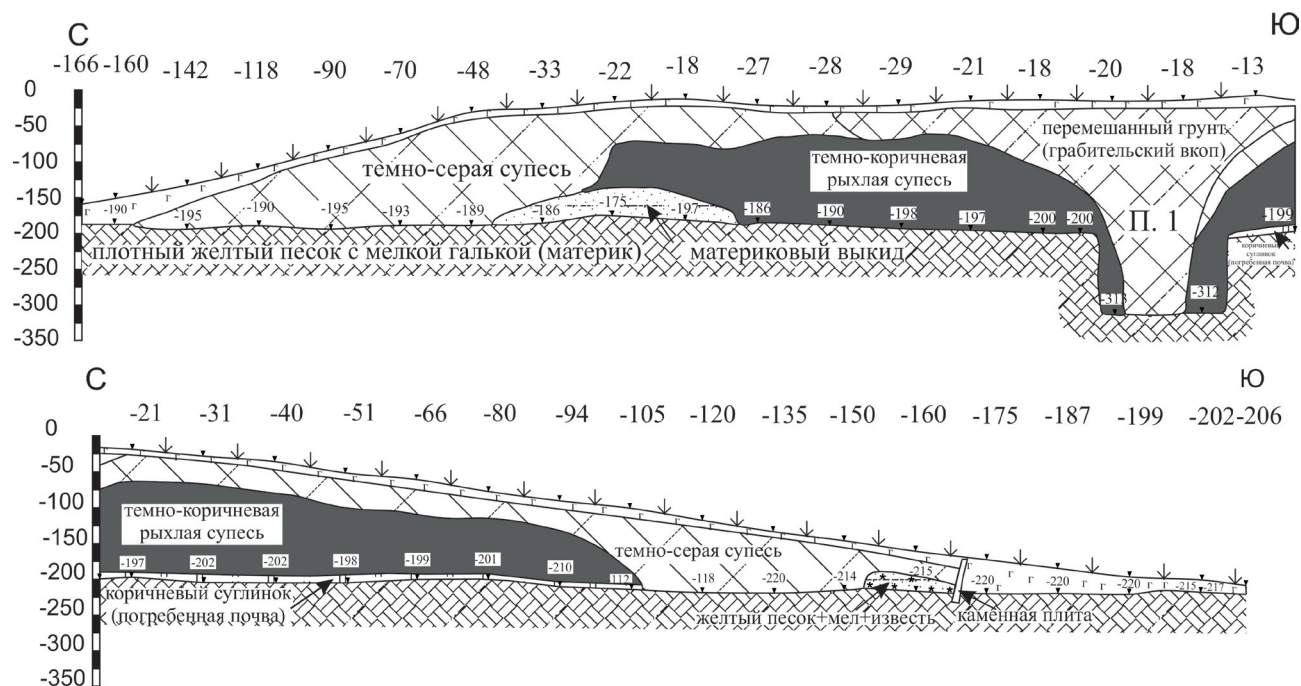 С Ю
-166 -160 -142 -118 -90 -70 -48 -33 -22 -18 -27 -28 -29 -21 -18 -20 -18 -13
0
-50
-100
-150
-200
-250
-300
-350
г г г г г г г г г г г г г г г г г г
темно-серая супесь
темно-коричневая
рыхлая супесь
перемешанный грунт
(грабительский вкоп)
П. 1
-190 -195 -190 -195 -193 -189 -186 -175 -197 -186 -190 -198 -197 -200 -200 -199
-313 -312
плотный желтый песок с мелкой галькой (материк)
материковый выкид
коричневый
суглинок
(погребенная почва)
С Ю
-21 -31 -40 -51 -66 -80 -94 -105 -120 -135 -150 -160 -175 -187 -199 -202 -206
0
-50
-100
-150
-200
-250
-300
-350
темно-коричневая
рыхлая супесь
темно-серая супесь
-197 -202 -202 -198 -199 -201 -210 -112 -118 -220 -214 -215 -220 -220 -220 -215 -217
коричневый суглинок
(погребенная почва)
желтый песок+мел+известь
каменная плита